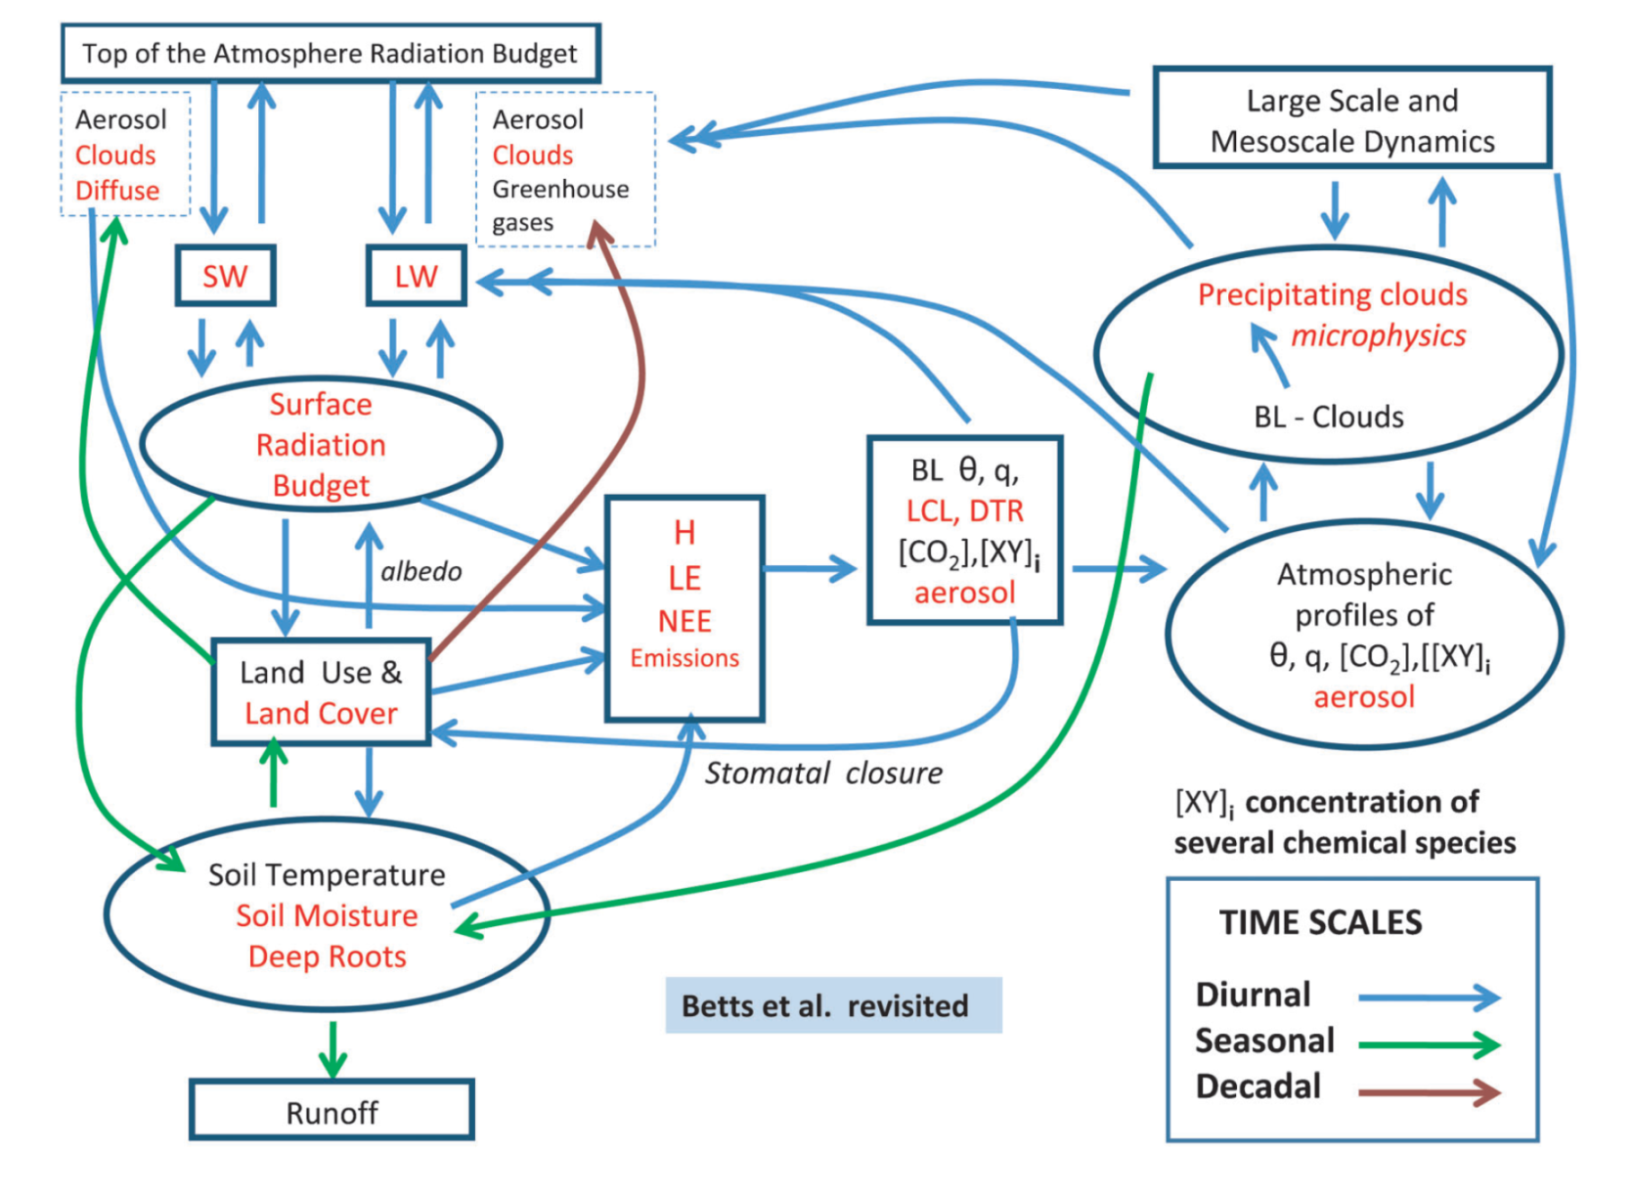 Top of the Atmosphere Radiation Budget
Aerosol
Clouds
Diffuse
Aerosol
Clouds
Greenhouse
gases
Large Scale and
Mesoscale Dynamics
SW
LW
Precipitating clouds
microphysics
BL - Clouds
Surface
Radiation
Budget
albedo
H
LE
NEE
Emissions
BL θ, q,
LCL, DTR
[CO₂],[XY]ᵢ
aerosol
Atmospheric
profiles of
θ, q, [CO₂],[[XY]ᵢ
aerosol
Land Use &
Land Cover
Stomatal closure
[XY]ᵢ concentration of
several chemical species
Soil Temperature
Soil Moisture
Deep Roots
TIME SCALES
Diurnal
Seasonal
Decadal
Betts et al. revisited
Runoff